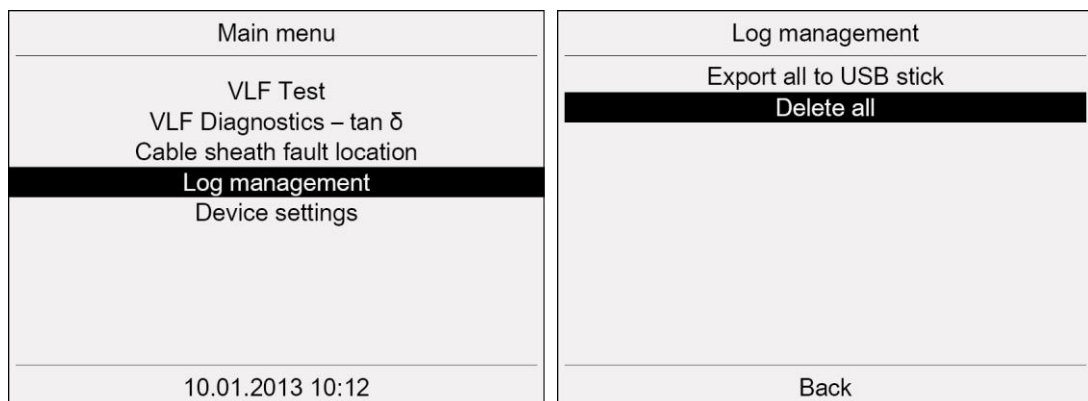 Main menu
VLF Test
VLF Diagnostics – tan δ
Cable sheath fault location
Log management
Device settings
10.01.2013 10:12
Log management
Export all to USB stick
Delete all
Back